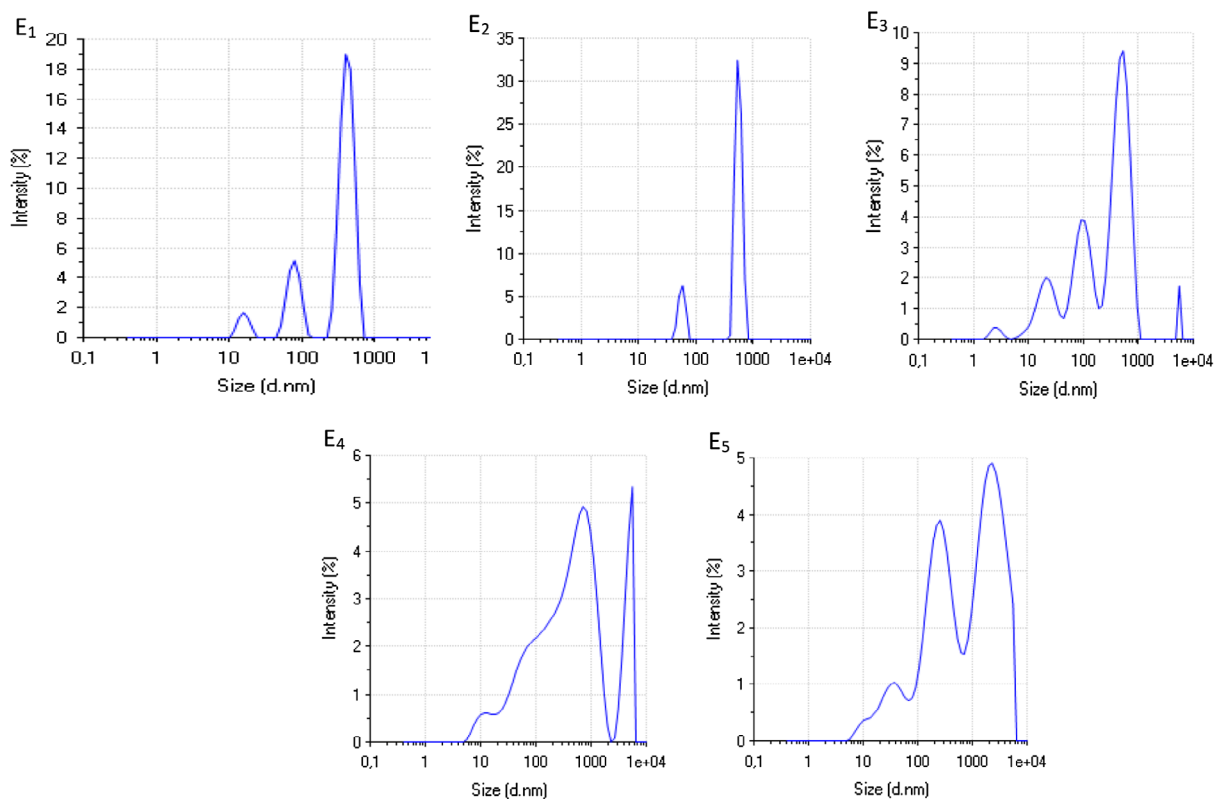 E1
20
18
16
14
12
10
8
6
4
2
0
Intensity (%)
0,1 1 10 100 1000
Size (d.nm)
E2
35
30
25
20
15
10
5
0
Intensity (%)
0,1 1 10 100 1000 1e+04
Size (d.nm)
E3
10
9
8
7
6
5
4
3
2
1
0
Intensity (%)
0,1 1 10 100 1000 1e+04
Size (d.nm)
E4
6
5
4
3
2
1
0
Intensity (%)
0,1 1 10 100 1000 1e+04
Size (d.nm)
E5
5
4
3
2
1
0
Intensity (%)
0,1 1 10 100 1000 1e+04
Size (d.nm)